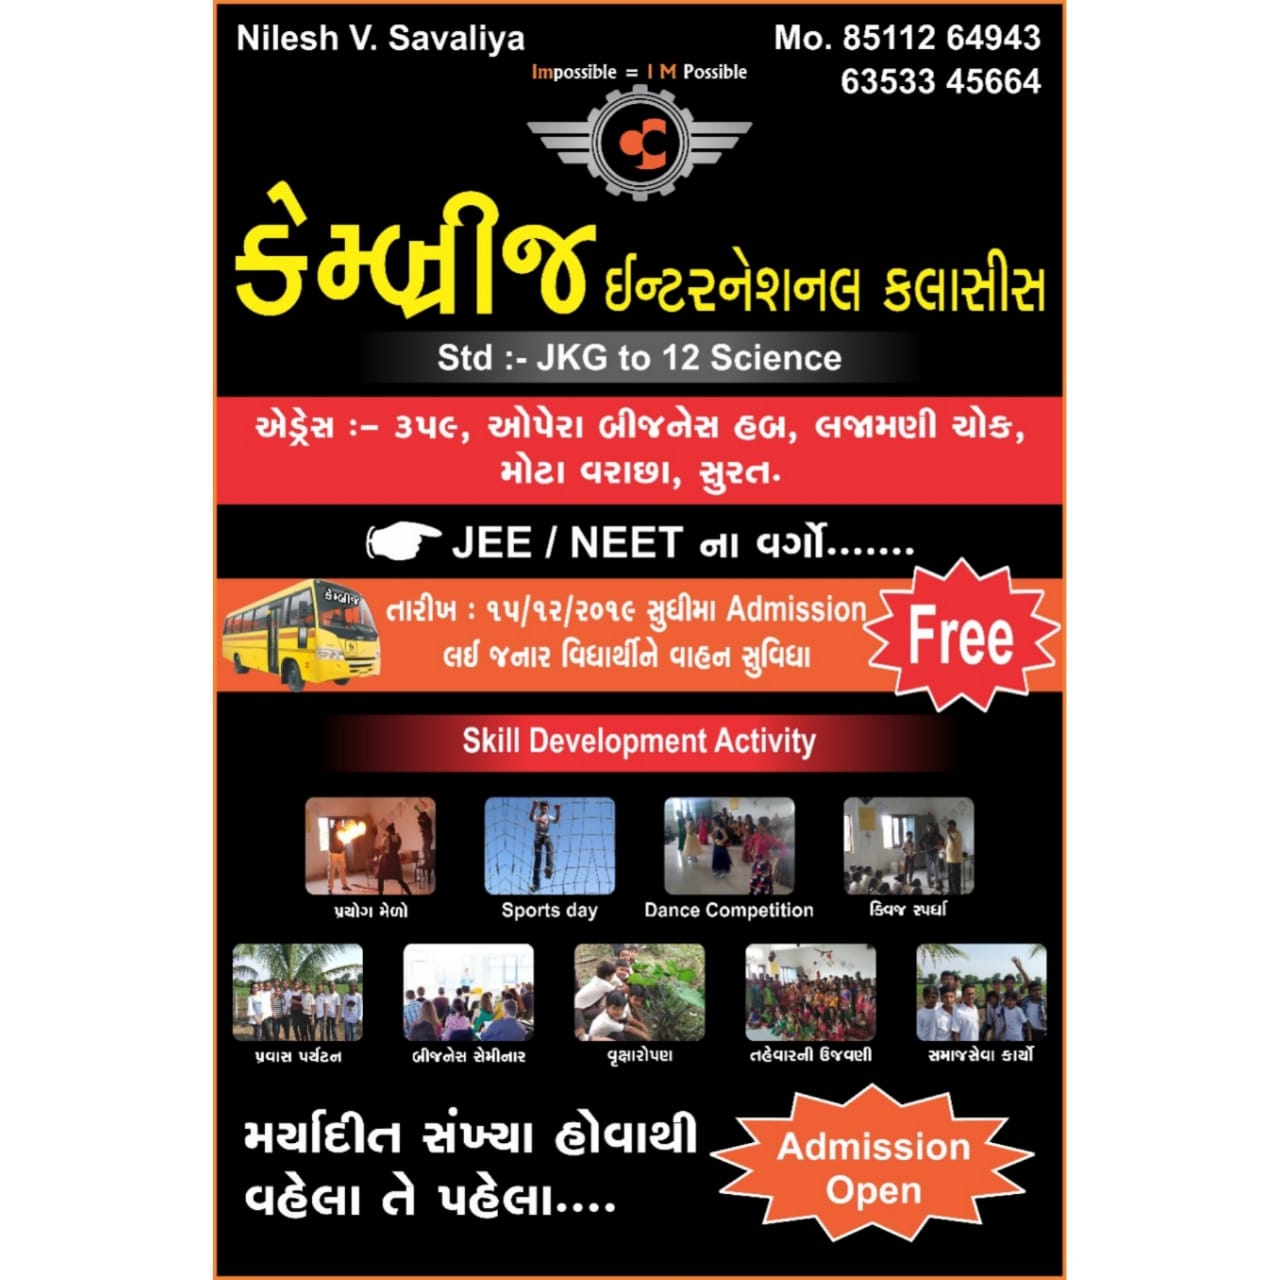 Nilesh V. Savaliya
Mo. 85112 64943
63533 45664
Impossible = I M Possible
કેમ્બ્રીજ ઈન્ટરનેશનલ કલાસીસ
Std :- JKG to 12 Science
એડ્રેસ :- ૩૫૯, ઓપેરા બીજનેસ હબ, લજામણી ચોક,
મોટા વરાછા, સુરત.
JEE / NEET ના વર્ગો.......
કેમ્બ્રીજ
તારીખ : ૧૫/૧૨/૨૦૧૯ સુધીમા Admission
લઈ જનાર વિધાર્થીને વાહન સુવિધા
Free
Skill Development Activity
પ્રયોગ મેળો
Sports day
Dance Competition
ક્વિજ સ્પર્ધા
પ્રવાસ પર્યટન
બીજનેસ સેમીનાર
વૃક્ષારોપણ
તહેવારની ઉજવણી
સમાજસેવા કાર્યો
મર્યાદીત સંખ્યા હોવાથી
વહેલા તે પહેલા....
Admission
Open